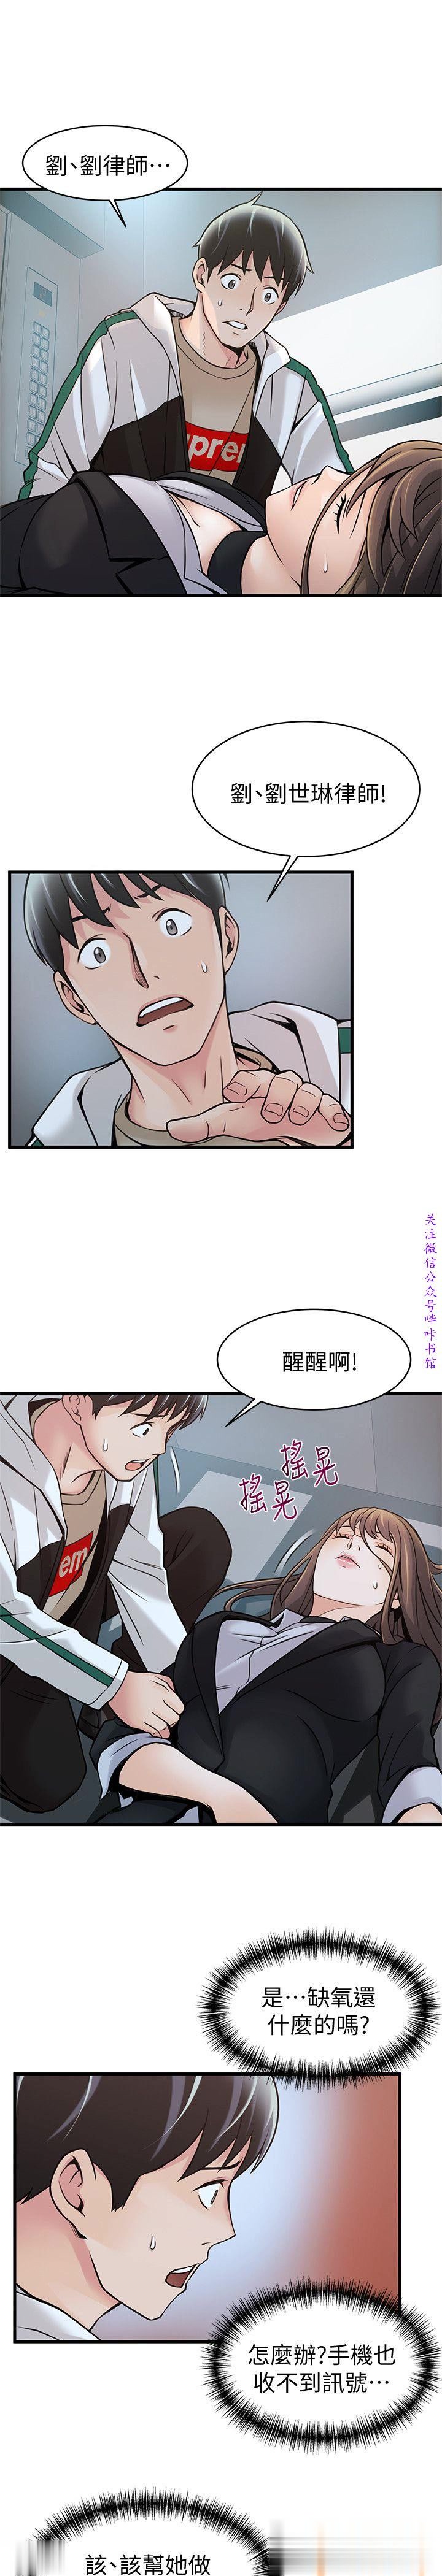 劉、劉律師⋯
upreme
劉、劉世琳律師!
关注微信公众号哔咔书馆
醒醒啊!
搖晃
搖晃
em
是⋯缺氧還
什麼的嗎?
怎麼辦?手機也
收不到訊號⋯
該、該幫她做